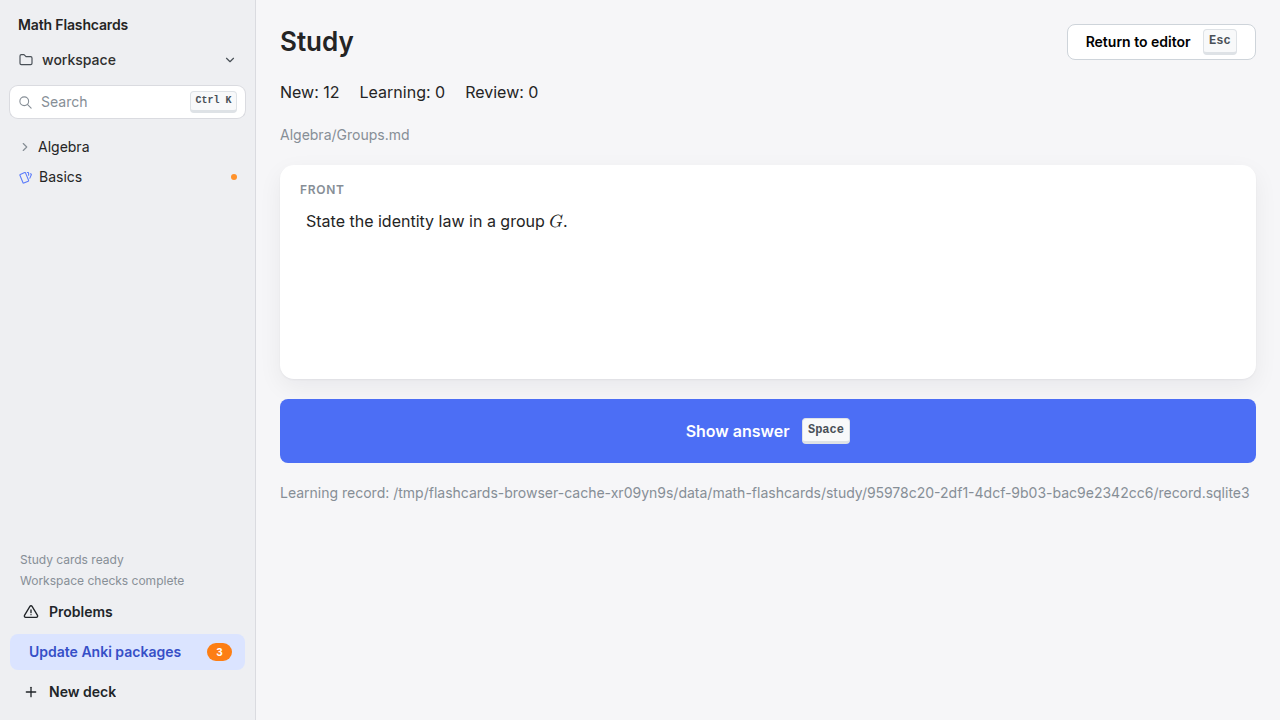 Math Flashcards
workspace
Search Ctrl K
Algebra
Basics
Study cards ready
Workspace checks complete
Problems
Update Anki packages 3
New deck
Study
Return to editor Esc
New: 12 Learning: 0 Review: 0
Algebra/Groups.md
FRONT
State the identity law in a group G.
Show answer Space
Learning record: /tmp/flashcards-browser-cache-xr09yn9s/data/math-flashcards/study/95978c20-2df1-4dcf-9b03-bac9e2342cc6/record.sqlite3